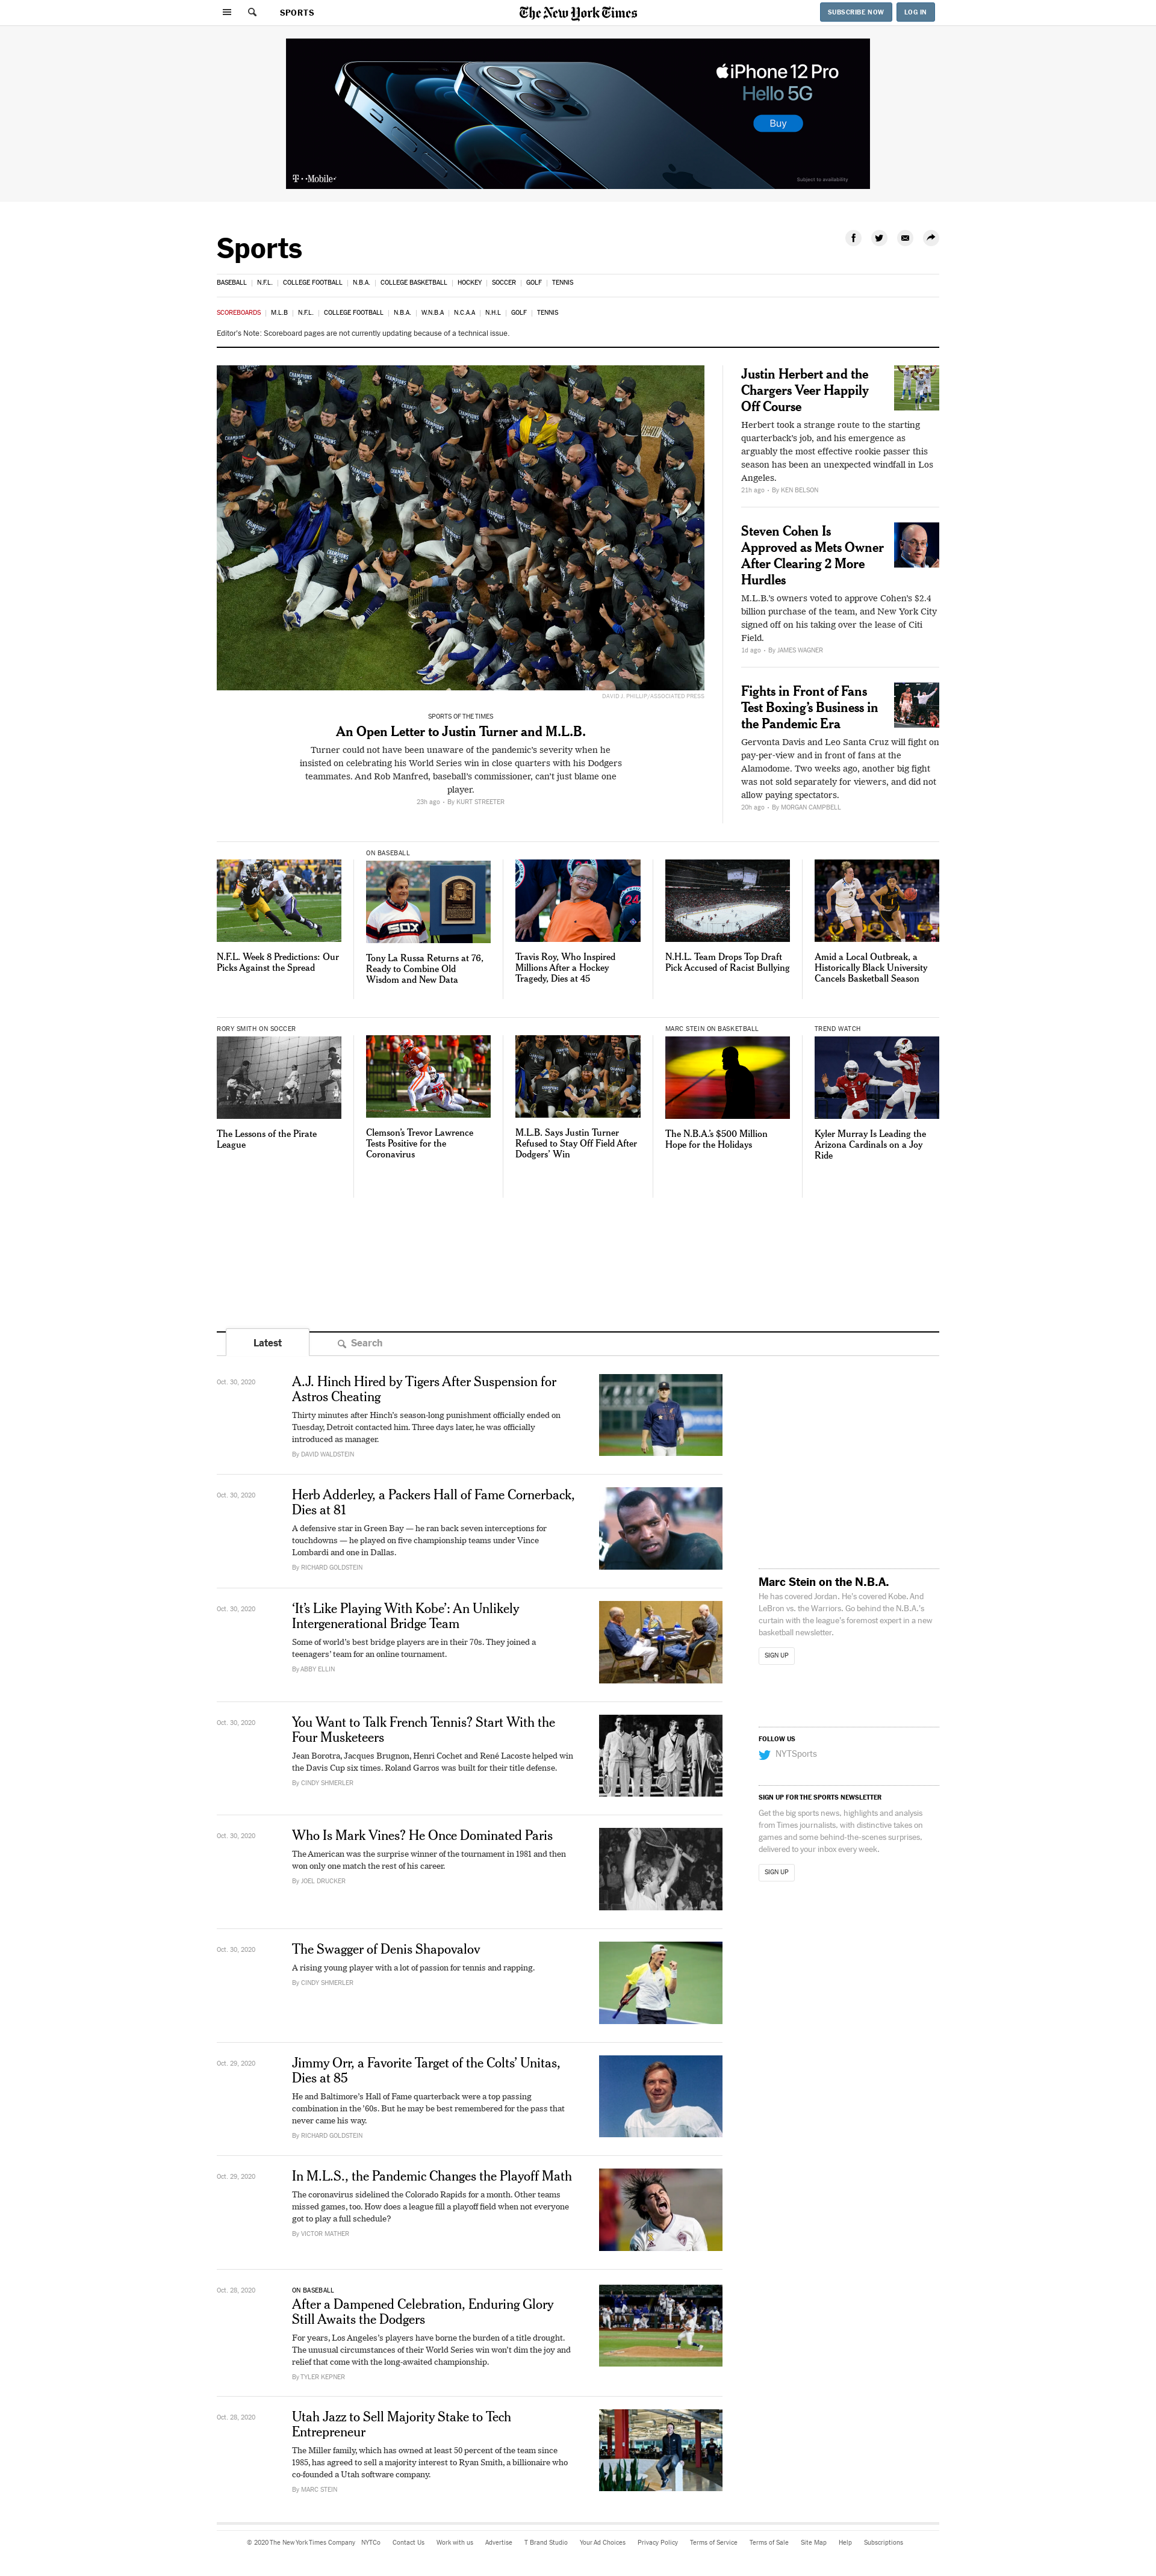 SPORTS
The New York Times
SUBSCRIBE NOW
LOG IN
iPhone 12 Pro
Hello 5G
Buy
T-Mobile
Subject to availability
Sports
BASEBALL | N.F.L. | COLLEGE FOOTBALL | N.B.A. | COLLEGE BASKETBALL | HOCKEY | SOCCER | GOLF | TENNIS
SCOREBOARDS | M.L.B | N.F.L. | COLLEGE FOOTBALL | N.B.A. | W.N.B.A | N.C.A.A | N.H.L | GOLF | TENNIS
Editor's Note: Scoreboard pages are not currently updating because of a technical issue.
DAVID J. PHILLIP/ASSOCIATED PRESS
SPORTS OF THE TIMES
An Open Letter to Justin Turner and M.L.B.
Turner could not have been unaware of the pandemic's severity when he
insisted on celebrating his World Series win in close quarters with his Dodgers
teammates. And Rob Manfred, baseball's commissioner, can't just blame one
player.
23h ago • By KURT STREETER
Justin Herbert and the
Chargers Veer Happily
Off Course
Herbert took a strange route to the starting
quarterback's job, and his emergence as
arguably the most effective rookie passer this
season has been an unexpected windfall in Los
Angeles.
21h ago • By KEN BELSON
Steven Cohen Is
Approved as Mets Owner
After Clearing 2 More
Hurdles
M.L.B.'s owners voted to approve Cohen's $2.4
billion purchase of the team, and New York City
signed off on his taking over the lease of Citi
Field.
1d ago • By JAMES WAGNER
Fights in Front of Fans
Test Boxing's Business in
the Pandemic Era
Gervonta Davis and Leo Santa Cruz will fight on
pay-per-view and in front of fans at the
Alamodome. Two weeks ago, another big fight
was not sold separately for viewers, and did not
allow paying spectators.
20h ago • By MORGAN CAMPBELL
N.F.L. Week 8 Predictions: Our
Picks Against the Spread
ON BASEBALL
SOX
Tony La Russa Returns at 76,
Ready to Combine Old
Wisdom and New Data
24
Travis Roy, Who Inspired
Millions After a Hockey
Tragedy, Dies at 45
N.H.L. Team Drops Top Draft
Pick Accused of Racist Bullying
Amid a Local Outbreak, a
Historically Black University
Cancels Basketball Season
RORY SMITH ON SOCCER
The Lessons of the Pirate
League
Clemson's Trevor Lawrence
Tests Positive for the
Coronavirus
M.L.B. Says Justin Turner
Refused to Stay Off Field After
Dodgers' Win
MARC STEIN ON BASKETBALL
The N.B.A.'s $500 Million
Hope for the Holidays
TREND WATCH
Kyler Murray Is Leading the
Arizona Cardinals on a Joy
Ride
Latest
Search
Oct. 30, 2020
A.J. Hinch Hired by Tigers After Suspension for
Astros Cheating
Thirty minutes after Hinch's season-long punishment officially ended on
Tuesday, Detroit contacted him. Three days later, he was officially
introduced as manager.
By DAVID WALDSTEIN
Oct. 30, 2020
Herb Adderley, a Packers Hall of Fame Cornerback,
Dies at 81
A defensive star in Green Bay — he ran back seven interceptions for
touchdowns — he played on five championship teams under Vince
Lombardi and one in Dallas.
By RICHARD GOLDSTEIN
Oct. 30, 2020
'It's Like Playing With Kobe': An Unlikely
Intergenerational Bridge Team
Some of world's best bridge players are in their 70s. They joined a
teenagers' team for an online tournament.
By ABBY ELLIN
Oct. 30, 2020
You Want to Talk French Tennis? Start With the
Four Musketeers
Jean Borotra, Jacques Brugnon, Henri Cochet and René Lacoste helped win
the Davis Cup six times. Roland Garros was built for their title defense.
By CINDY SHMERLER
Oct. 30, 2020
Who Is Mark Vines? He Once Dominated Paris
The American was the surprise winner of the tournament in 1981 and then
won only one match the rest of his career.
By JOEL DRUCKER
Oct. 30, 2020
The Swagger of Denis Shapovalov
A rising young player with a lot of passion for tennis and rapping.
By CINDY SHMERLER
Oct. 29, 2020
Jimmy Orr, a Favorite Target of the Colts' Unitas,
Dies at 85
He and Baltimore's Hall of Fame quarterback were a top passing
combination in the '60s. But he may be best remembered for the pass that
never came his way.
By RICHARD GOLDSTEIN
Oct. 29, 2020
In M.L.S., the Pandemic Changes the Playoff Math
The coronavirus sidelined the Colorado Rapids for a month. Other teams
missed games, too. How does a league fill a playoff field when not everyone
got to play a full schedule?
By VICTOR MATHER
Oct. 28, 2020
ON BASEBALL
After a Dampened Celebration, Enduring Glory
Still Awaits the Dodgers
For years, Los Angeles's players have borne the burden of a title drought.
The unusual circumstances of their World Series win won't dim the joy and
relief that come with the long-awaited championship.
By TYLER KEPNER
Oct. 28, 2020
Utah Jazz to Sell Majority Stake to Tech
Entrepreneur
The Miller family, which has owned at least 50 percent of the team since
1985, has agreed to sell a majority interest to Ryan Smith, a billionaire who
co-founded a Utah software company.
By MARC STEIN
Marc Stein on the N.B.A.
He has covered Jordan. He's covered Kobe. And
LeBron vs. the Warriors. Go behind the N.B.A.'s
curtain with the league's foremost expert in a new
basketball newsletter.
SIGN UP
FOLLOW US
NYTSports
SIGN UP FOR THE SPORTS NEWSLETTER
Get the big sports news, highlights and analysis
from Times journalists, with distinctive takes on
games and some behind-the-scenes surprises,
delivered to your inbox every week.
SIGN UP
© 2020 The New York Times Company NYTCo Contact Us Work with us Advertise T Brand Studio Your Ad Choices Privacy Policy Terms of Service Terms of Sale Site Map Help Subscriptions